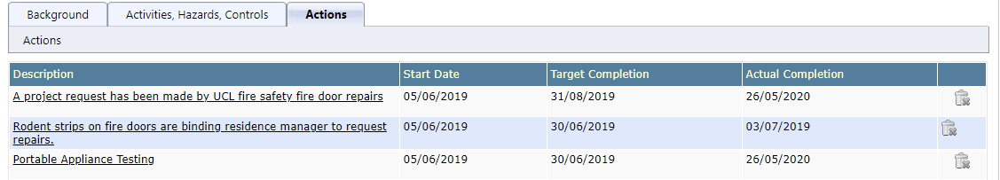 Background Activities, Hazards, Controls Actions
Actions
Description Start Date Target Completion Actual Completion
A project request has been made by UCL fire safety fire door repairs 05/06/2019 31/08/2019 26/05/2020
Rodent strips on fire doors are binding residence manager to request 05/06/2019 30/06/2019 03/07/2019
repairs.
Portable Appliance Testing 05/06/2019 30/06/2019 26/05/2020